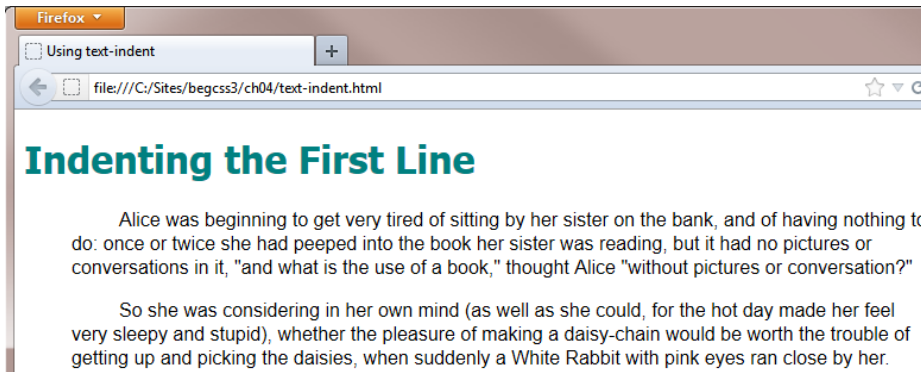 Firefox
Using text-indent
file:///C:/Sites/begcss3/ch04/text-indent.html
Indenting the First Line
Alice was beginning to get very tired of sitting by her sister on the bank, and of having nothing to
do: once or twice she had peeped into the book her sister was reading, but it had no pictures or
conversations in it, "and what is the use of a book," thought Alice "without pictures or conversation?"
So she was considering in her own mind (as well as she could, for the hot day made her feel
very sleepy and stupid), whether the pleasure of making a daisy-chain would be worth the trouble of
getting up and picking the daisies, when suddenly a White Rabbit with pink eyes ran close by her.